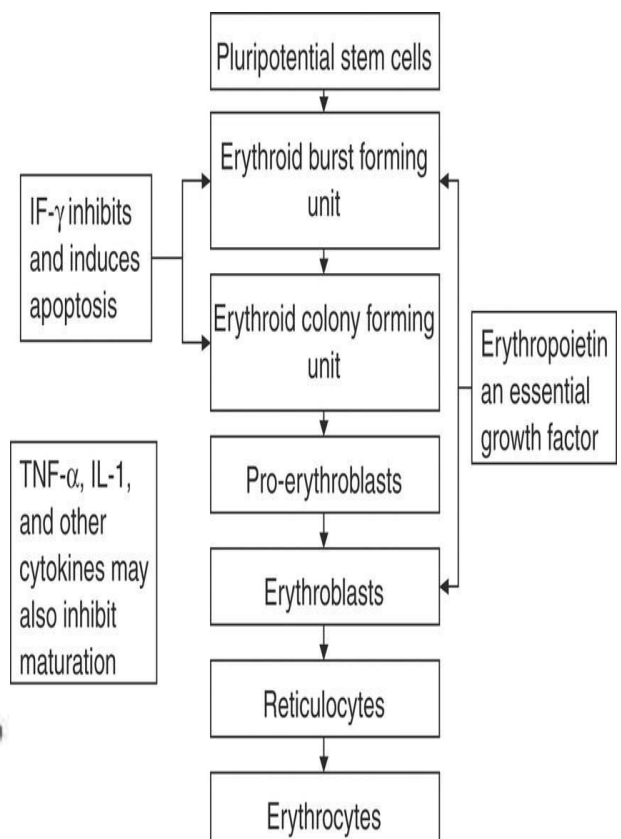 Pluripotential stem cells
Erythroid burst forming
unit
IF-γ inhibits
and induces
apoptosis
Erythroid colony forming
unit
Erythropoietin
an essential
growth factor
Pro-erythroblasts
TNF-α, IL-1,
and other
cytokines may
also inhibit
maturation
Erythroblasts
Reticulocytes
Erythrocytes